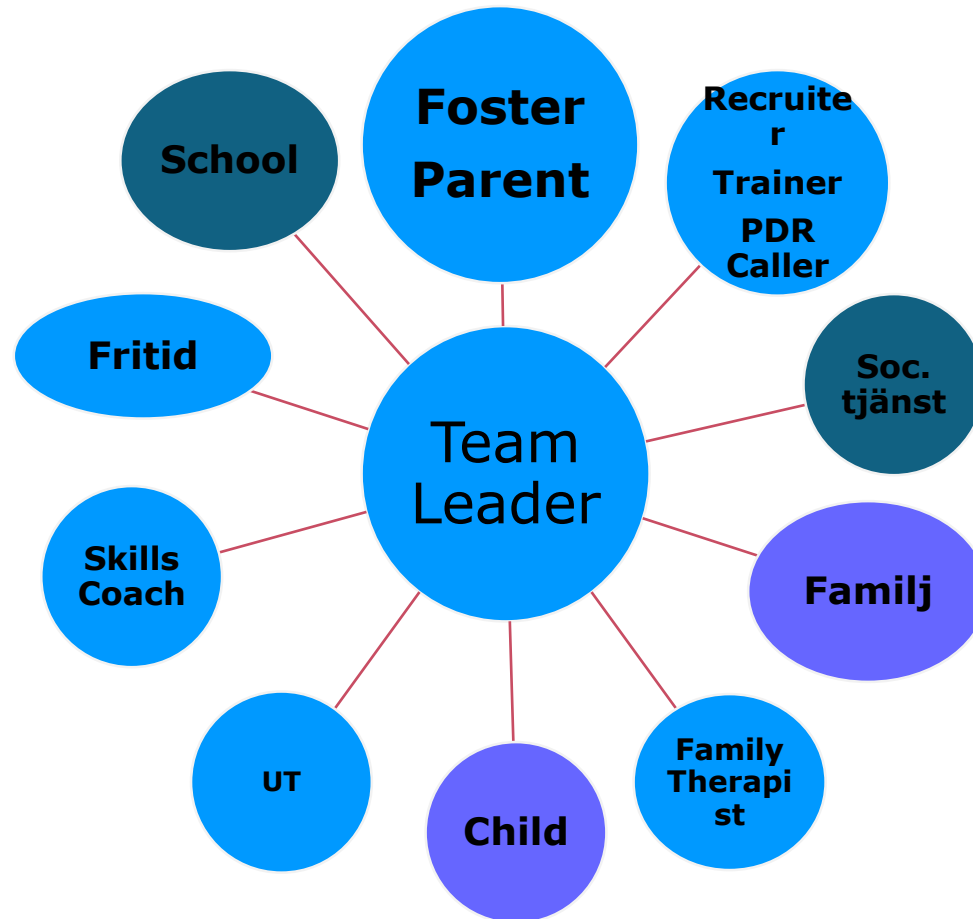 Foster
Parent
Recruite
r
Trainer
PDR
Caller
School
Fritid
Soc.
tjänst
Team
Leader
Skills
Coach
Familj
UT
Child
Family
Therapi
st